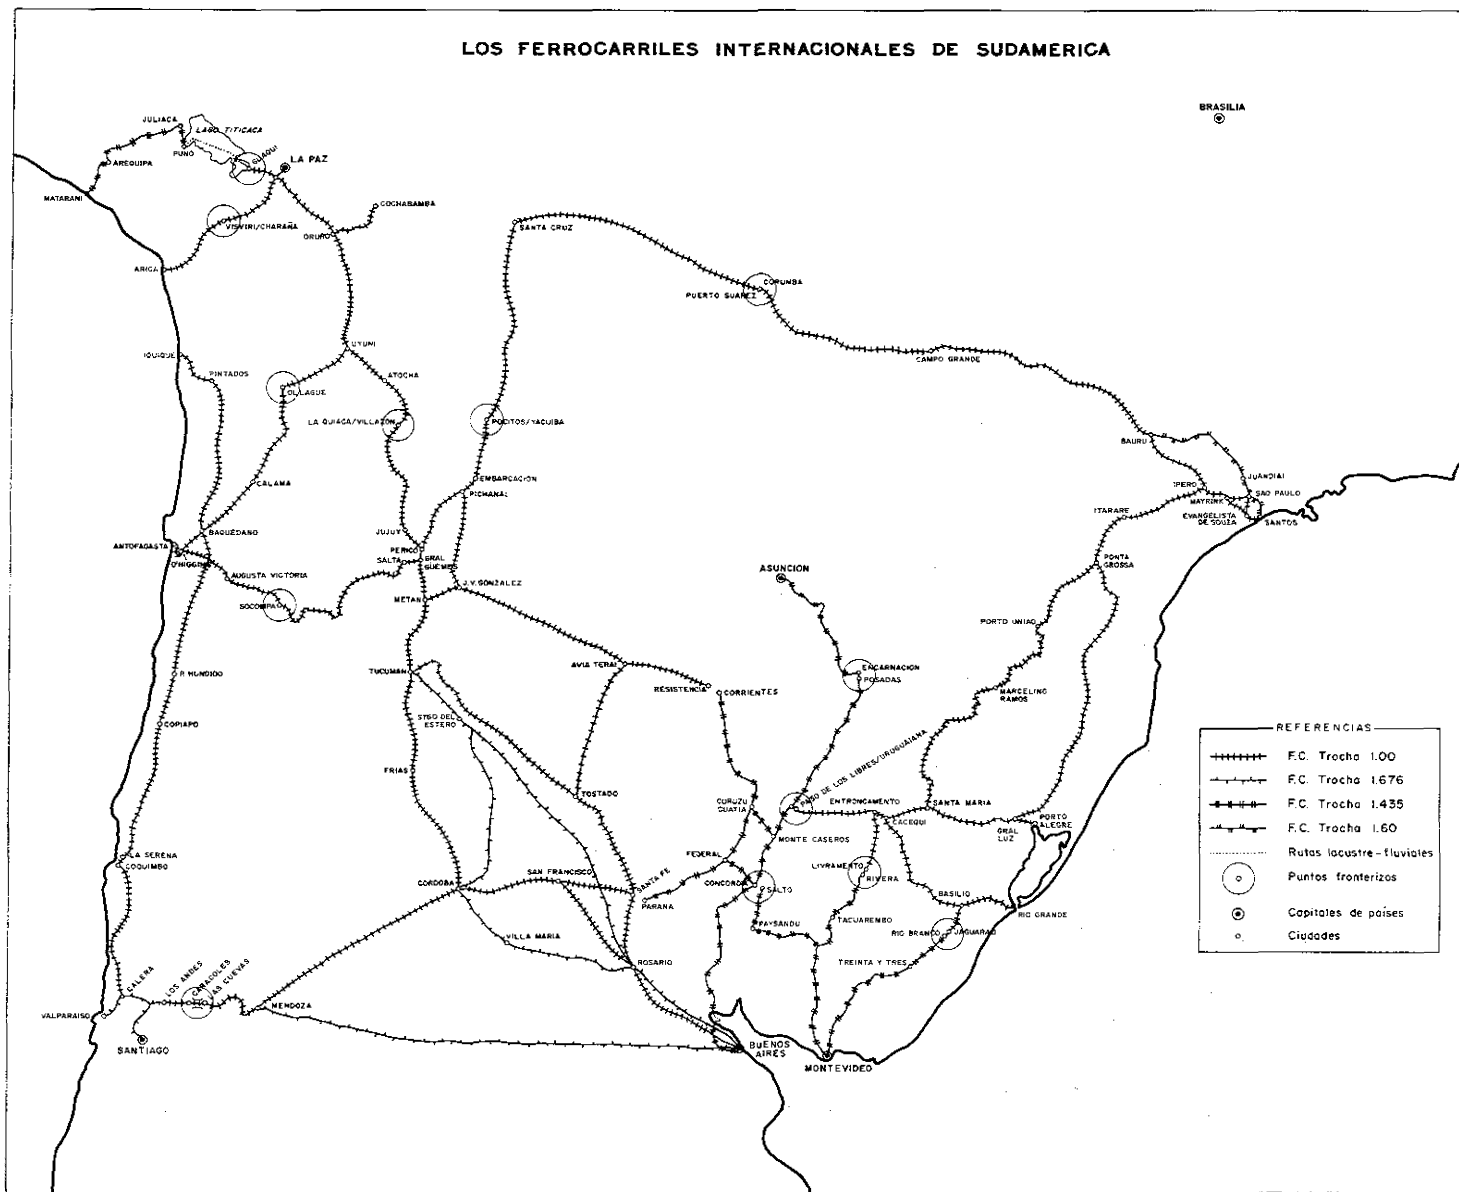 LOS FERROCARRILES INTERNACIONALES DE SUDAMERICA
BRASILIA
JULIACA
LAGO TITICACA
PUNO
GUAQUI
LA PAZ
AREQUIPA
MATARANI
COCHABAMBA
VISVIRI/CHARAÑA
ORURO
SANTA CRUZ
ARICA
CORUMBA
PUERTO SUAREZ
IQUIQUE
UYUNI
PINTADOS
ATOCHA
CAMPO GRANDE
OLLAGUE
LA QUIACA/VILLAZON
POCITOS/YACUIBA
BAURU
CALAMA
EMBARCACION
PICHANAL
JUANDIAI
IPERO
SAO PAULO
MAYRINK
ITARARE
EVANGELISTA
DE SOUZA
SANTOS
BAQUEDANO
JUJUY
ANTOFAGASTA
PERICO
O'HIGGINS
SALTA
GRAL
GUEMES
PONTA
GROSSA
ASUNCION
AUGUSTA VICTORIA
J.V. GONZALEZ
SOCOMPA
METAN
PORTO UNIAO
TUCUMAN
AVIA TERAI
ENCARNACION
POSADAS
P. HUNDIDO
RESISTENCIA
CORRIENTES
MARCELINO
RAMOS
STGO DEL
ESTERO
COPIAPO
PASO DE LOS LIBRES/URUGUAIANA
FRIAS
TOSTADO
CURUZU
CUATIA
ENTRONCAMENTO
SANTA MARIA
CACEQUI
PORTO
ALEGRE
GRAL
LUZ
MONTE CASEROS
LA SERENA
COQUIMBO
FEDERAL
LIVRAMENTO
RIVERA
SAN FRANCISCO
SANTA FE
CORDOBA
CONCORDIA
SALTO
BASILIO
PARANA
RIO GRANDE
PAYSANDU
TACUAREMBO
VILLA MARIA
RIO BRANCO
JAGUARAO
ROSARIO
TREINTA Y TRES
CALERA
LOS ANDES
CARACOLES
LAS CUEVAS
MENDOZA
VALPARAISO
SANTIAGO
BUENOS
AIRES
MONTEVIDEO
REFERENCIAS
F.C. Trocha 1.00
F.C. Trocha 1.676
F.C. Trocha 1.435
F.C. Trocha 1.60
Rutas lacustre-fluviales
Puntos fronterizos
Capitales de países
Ciudades